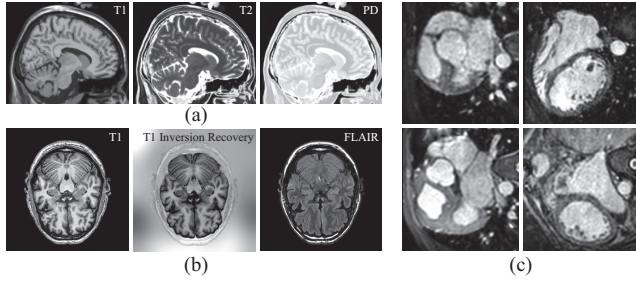 T1 T2 PD
(a)
T1 T1 Inversion Recovery FLAIR
(b) (c)